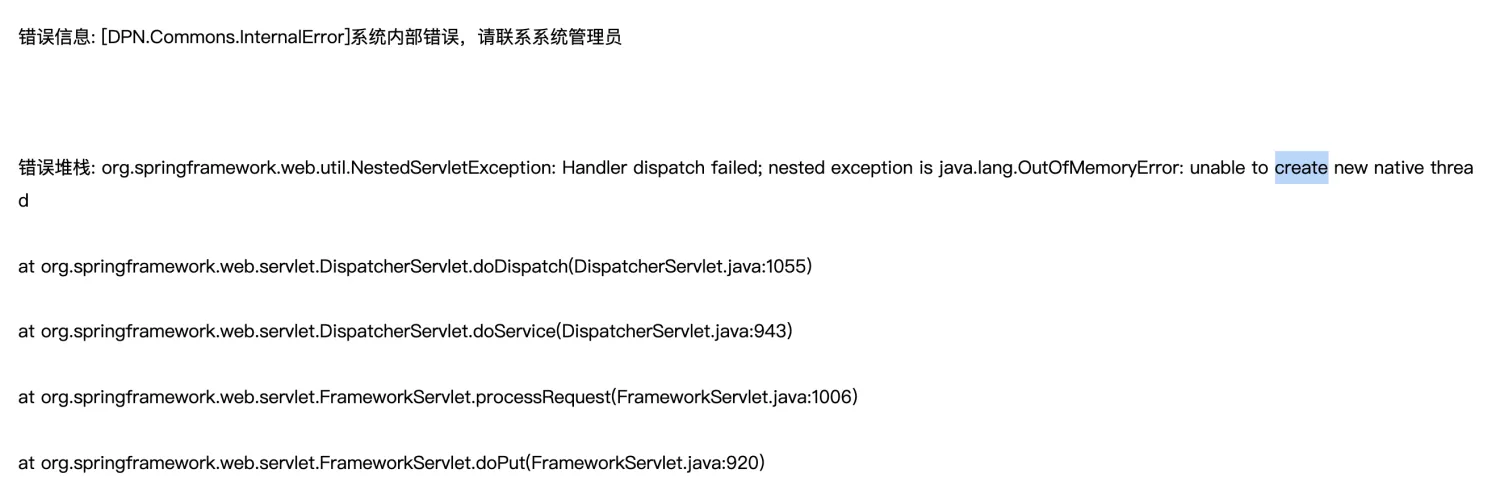 错误信息: [DPN.Commons.InternalError]系统内部错误，请联系系统管理员
错误堆栈: org.springframework.web.util.NestedServletException: Handler dispatch failed; nested exception is java.lang.OutOfMemoryError: unable to create new native threa
d
at org.springframework.web.servlet.DispatcherServlet.doDispatch(DispatcherServlet.java:1055)
at org.springframework.web.servlet.DispatcherServlet.doService(DispatcherServlet.java:943)
at org.springframework.web.servlet.FrameworkServlet.processRequest(FrameworkServlet.java:1006)
at org.springframework.web.servlet.FrameworkServlet.doPut(FrameworkServlet.java:920)